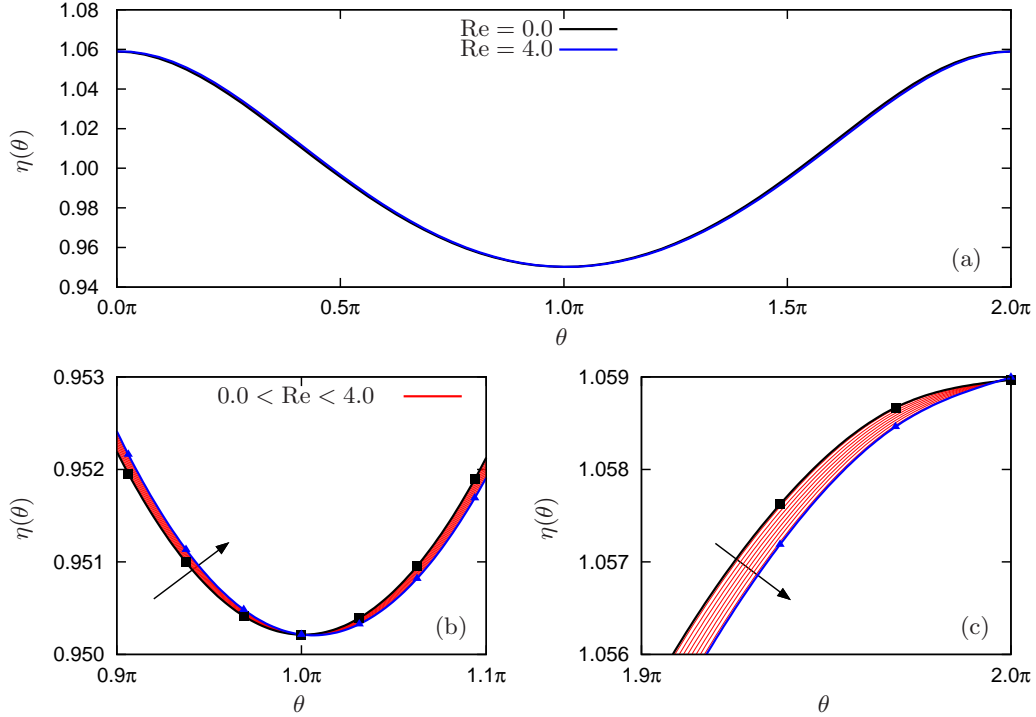 1.08
1.06
1.04
1.02
1.00
0.98
0.96
0.94
η(θ)
Re = 0.0
Re = 4.0
(a)
0.0π 0.5π 1.0π 1.5π 2.0π
θ
0.953
0.952
0.951
0.950
η(θ)
0.0 < Re < 4.0
(b)
0.9π 1.0π 1.1π
θ
1.059
1.058
1.057
1.056
η(θ)
(c)
1.9π 2.0π
θ